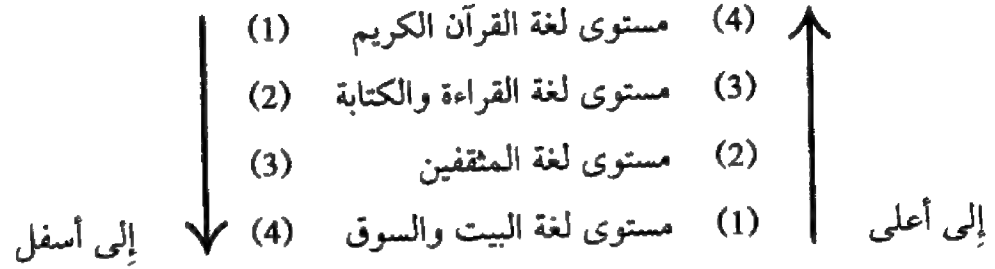 (4) مستوى لغة القرآن الكريم (1)
(3) مستوى لغة القراءة والكتابة (2)
(2) مستوى لغة المثقفين (3)
إلى أعلى (1) مستوى لغة البيت والسوق (4) إلى أسفل